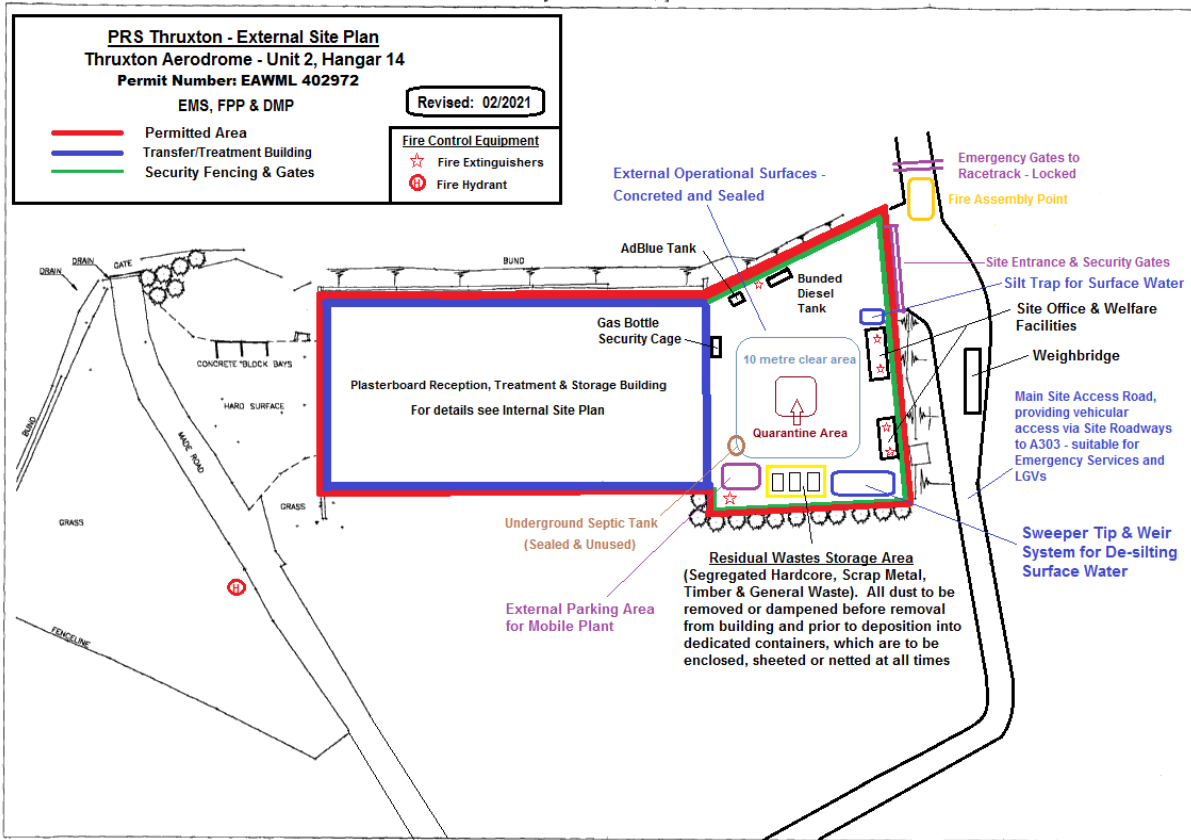 PRS Thruxton - External Site Plan
Thruxton Aerodrome - Unit 2, Hangar 14
Permit Number: EAWML 402972
EMS, FPP & DMP
Revised: 02/2021
Permitted Area
Transfer/Treatment Building
Security Fencing & Gates
Fire Control Equipment
Fire Extinguishers
H Fire Hydrant
Emergency Gates to
Racetrack - Locked
Fire Assembly Point
External Operational Surfaces -
Concreted and Sealed
Site Entrance & Security Gates
Silt Trap for Surface Water
Site Office & Welfare
Facilities
Weighbridge
AdBlue Tank
Bunded
Diesel
Tank
Gas Bottle
Security Cage
10 metre clear area
Quarantine Area
DRAIN
DRAIN
GATE
BUND
CONCRETE BLOCK BAYS
HARD SURFACE
MADE ROAD
BUND
GRASS
GRASS
Plasterboard Reception, Treatment & Storage Building
For details see Internal Site Plan
Main Site Access Road,
providing vehicular
access via Site Roadways
to A303 - suitable for
Emergency Services and
LGVs
Underground Septic Tank
(Sealed & Unused)
External Parking Area
for Mobile Plant
Residual Wastes Storage Area
(Segregated Hardcore, Scrap Metal,
Timber & General Waste). All dust to be
removed or dampened before removal
from building and prior to deposition into
dedicated containers, which are to be
enclosed, sheeted or netted at all times
Sweeper Tip & Weir
System for De-silting
Surface Water
H
FENCELINE